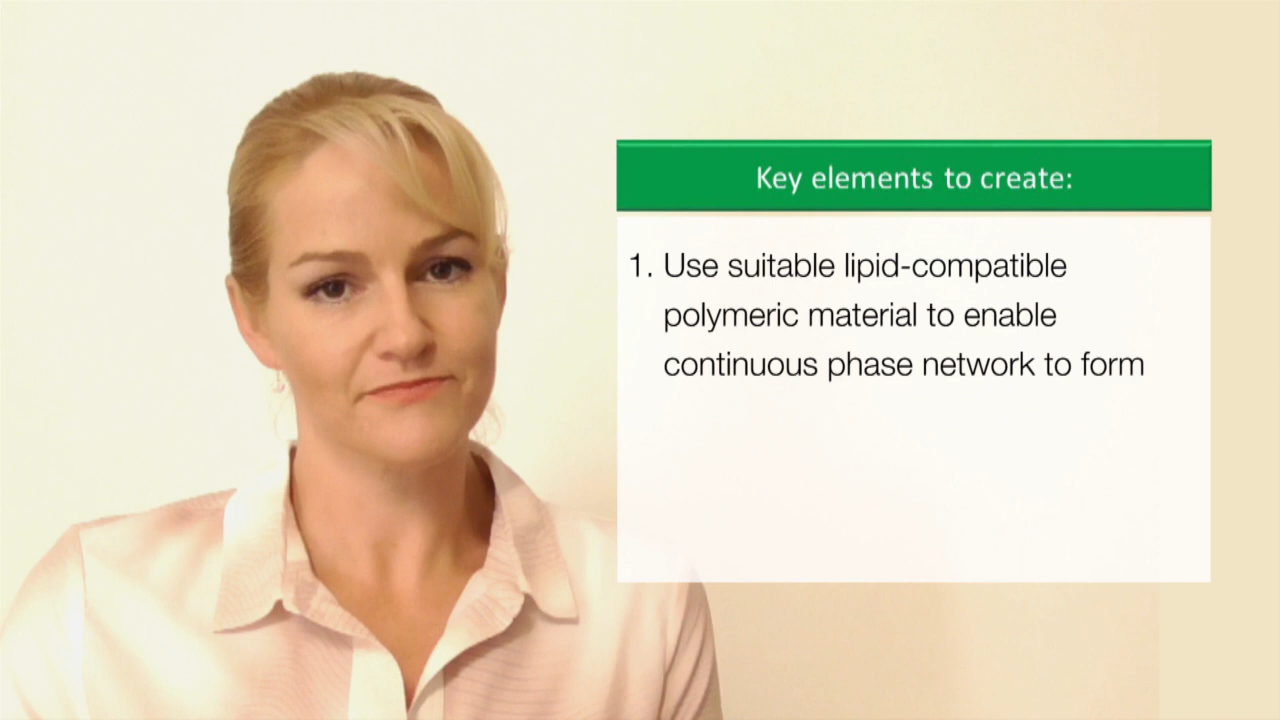 Key elements to create:
1. Use suitable lipid-compatible
polymeric material to enable
continuous phase network to form